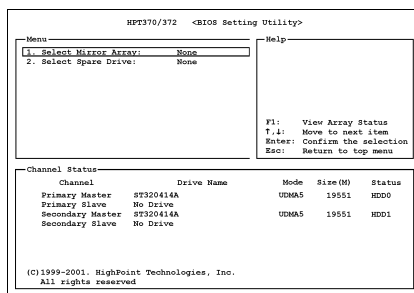 HPT370/372 <BIOS Setting Utility>
Menu
1. Select Mirror Array: None
2. Select Spare Drive: None
Help
F1: View Array Status
↑,↓: Move to next item
Enter: Confirm the selection
Esc: Return to top menu
Channel Status
Channel Drive Name Mode Size(M) Status
Primary Master ST320414A UDMA5 19551 HDD0
Primary Slave No Drive
Secondary Master ST320414A UDMA5 19551 HDD1
Secondary Slave No Drive
(C)1999-2001. HighPoint Technologies, Inc.
All rights reserved